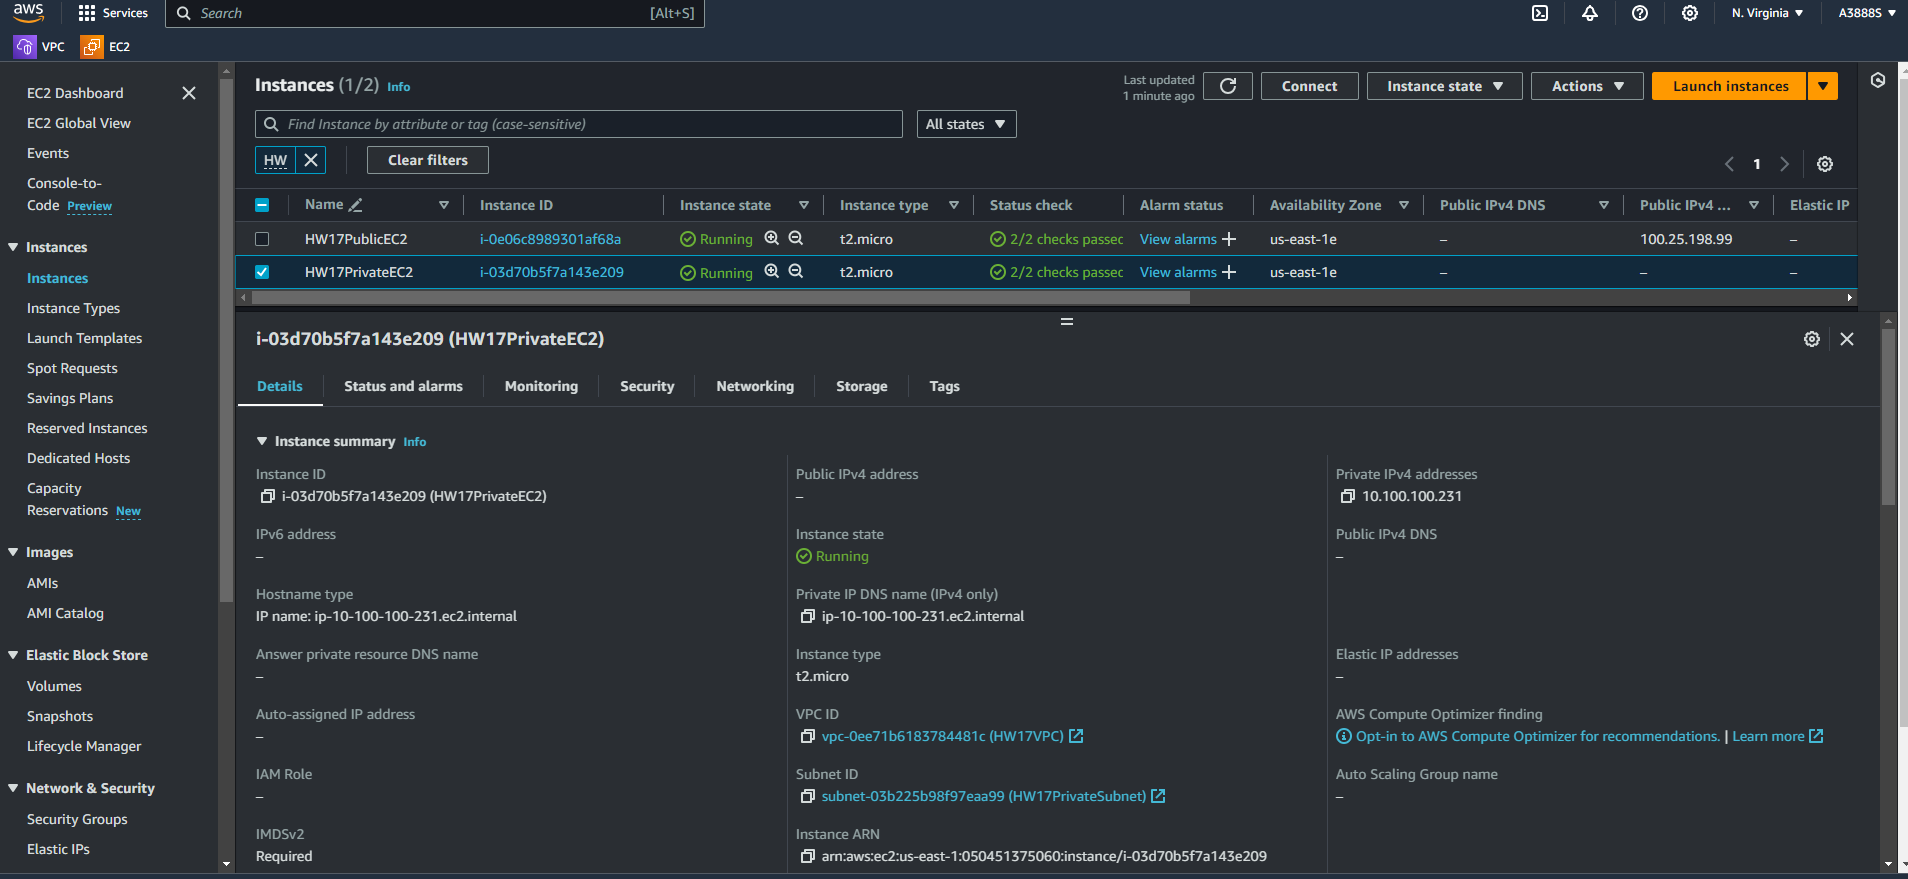 aws Services Search [Alt+S] N. Virginia A3888S
VPC EC2
EC2 Dashboard
EC2 Global View
Events
Console-to-
Code Preview
Instances
Instances
Instance Types
Launch Templates
Spot Requests
Savings Plans
Reserved Instances
Dedicated Hosts
Capacity
Reservations New
Images
AMIs
AMI Catalog
Elastic Block Store
Volumes
Snapshots
Lifecycle Manager
Network & Security
Security Groups
Elastic IPs
Instances (1/2) Info
Last updated
1 minute ago
Connect Instance state Actions Launch instances
Find Instance by attribute or tag (case-sensitive) All states
HW Clear filters
1
Name Instance ID Instance state Instance type Status check Alarm status Availability Zone Public IPv4 DNS Public IPv4 ... Elastic IP
HW17PublicEC2 i-0e06c8989301af68a Running t2.micro 2/2 checks passec View alarms + us-east-1e – 100.25.198.99 –
HW17PrivateEC2 i-03d70b5f7a143e209 Running t2.micro 2/2 checks passec View alarms + us-east-1e – – –
i-03d70b5f7a143e209 (HW17PrivateEC2)
Details Status and alarms Monitoring Security Networking Storage Tags
Instance summary Info
Instance ID
i-03d70b5f7a143e209 (HW17PrivateEC2)
Public IPv4 address
–
Private IPv4 addresses
10.100.100.231
IPv6 address
–
Instance state
Running
Public IPv4 DNS
–
Hostname type
IP name: ip-10-100-100-231.ec2.internal
Private IP DNS name (IPv4 only)
ip-10-100-100-231.ec2.internal
Answer private resource DNS name
–
Instance type
t2.micro
Elastic IP addresses
–
Auto-assigned IP address
–
VPC ID
vpc-0ee71b6183784481c (HW17VPC)
AWS Compute Optimizer finding
Opt-in to AWS Compute Optimizer for recommendations. | Learn more
IAM Role
–
Subnet ID
subnet-03b225b98f97eaa99 (HW17PrivateSubnet)
Auto Scaling Group name
–
IMDSv2
Required
Instance ARN
arn:aws:ec2:us-east-1:050451375060:instance/i-03d70b5f7a143e209